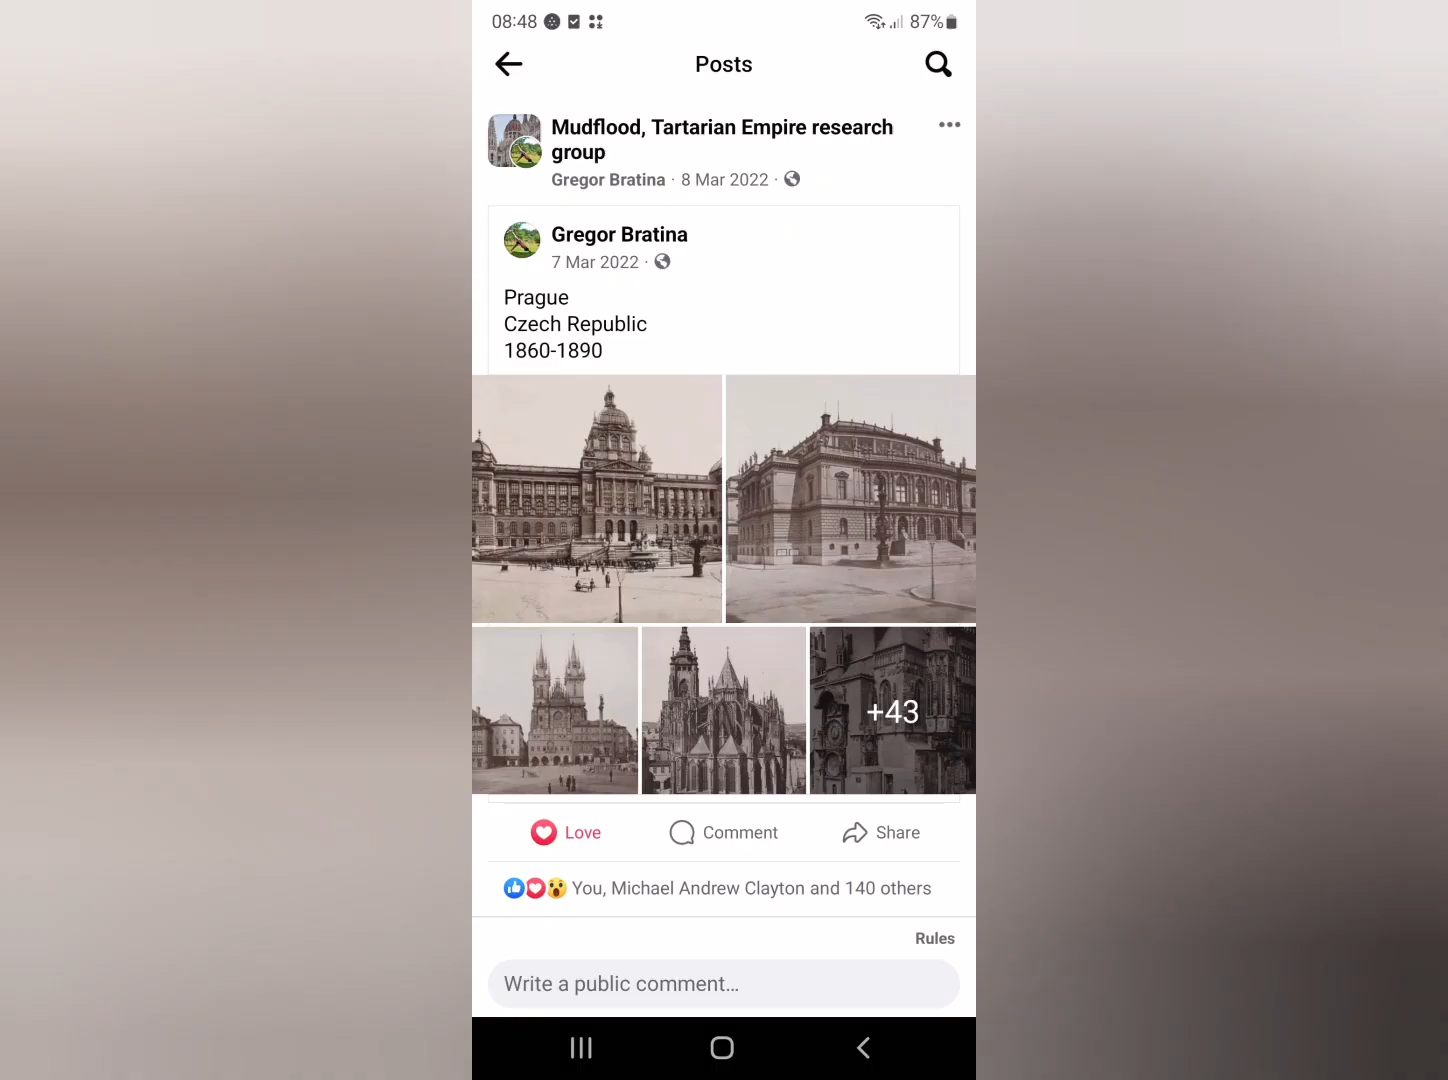 08:48
87%
Posts
Mudflood, Tartarian Empire research
group
Gregor Bratina · 8 Mar 2022 ·
Gregor Bratina
7 Mar 2022 ·
Prague
Czech Republic
1860-1890
+43
Love
Comment
Share
You, Michael Andrew Clayton and 140 others
Rules
Write a public comment...